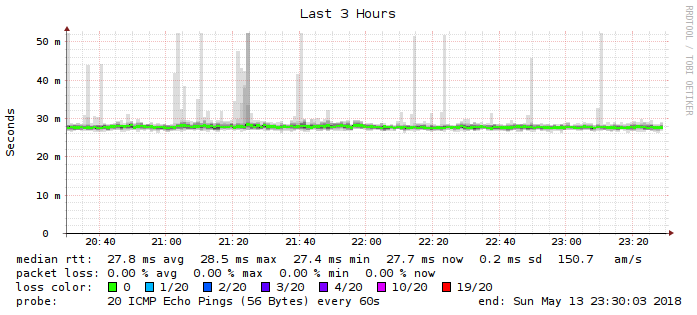 Last 3 Hours
RRDTOOL / TOBI OETIKER
Seconds
50 m
40 m
30 m
20 m
10 m
0
20:40 21:00 21:20 21:40 22:00 22:20 22:40 23:00 23:20
median rtt: 27.8 ms avg 28.5 ms max 27.4 ms min 27.7 ms now 0.2 ms sd 150.7 am/s
packet loss: 0.00 % avg 0.00 % max 0.00 % min 0.00 % now
loss color: 0 1/20 2/20 3/20 4/20 10/20 19/20
probe: 20 ICMP Echo Pings (56 Bytes) every 60s end: Sun May 13 23:30:03 2018